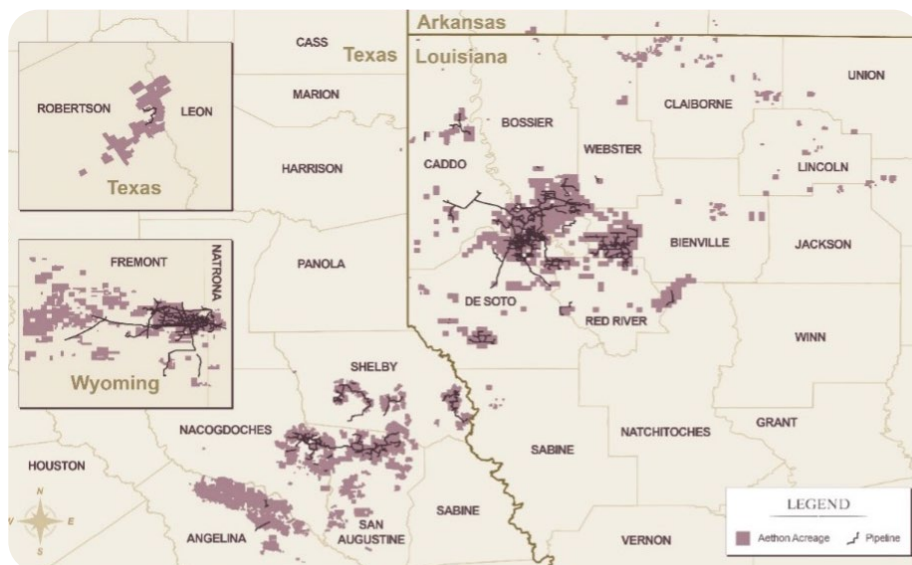 Arkansas
CASS
Texas
Louisiana
UNION
MARION
CLAIBORNE
ROBERTSON
LEON
BOSSIER
WEBSTER
HARRISON
CADDO
LINCOLN
Texas
BIENVILLE
JACKSON
FREMONT
NATRONA
PANOLA
DE SOTO
RED RIVER
WINN
Wyoming
SHELBY
NACOGDOCHES
NATCHITOCHES
GRANT
SABINE
HOUSTON
N
W
E
S
SABINE
SAN
AUGUSTINE
ANGELINA
VERNON
LEGEND
Aethon Acreage
Pipeline